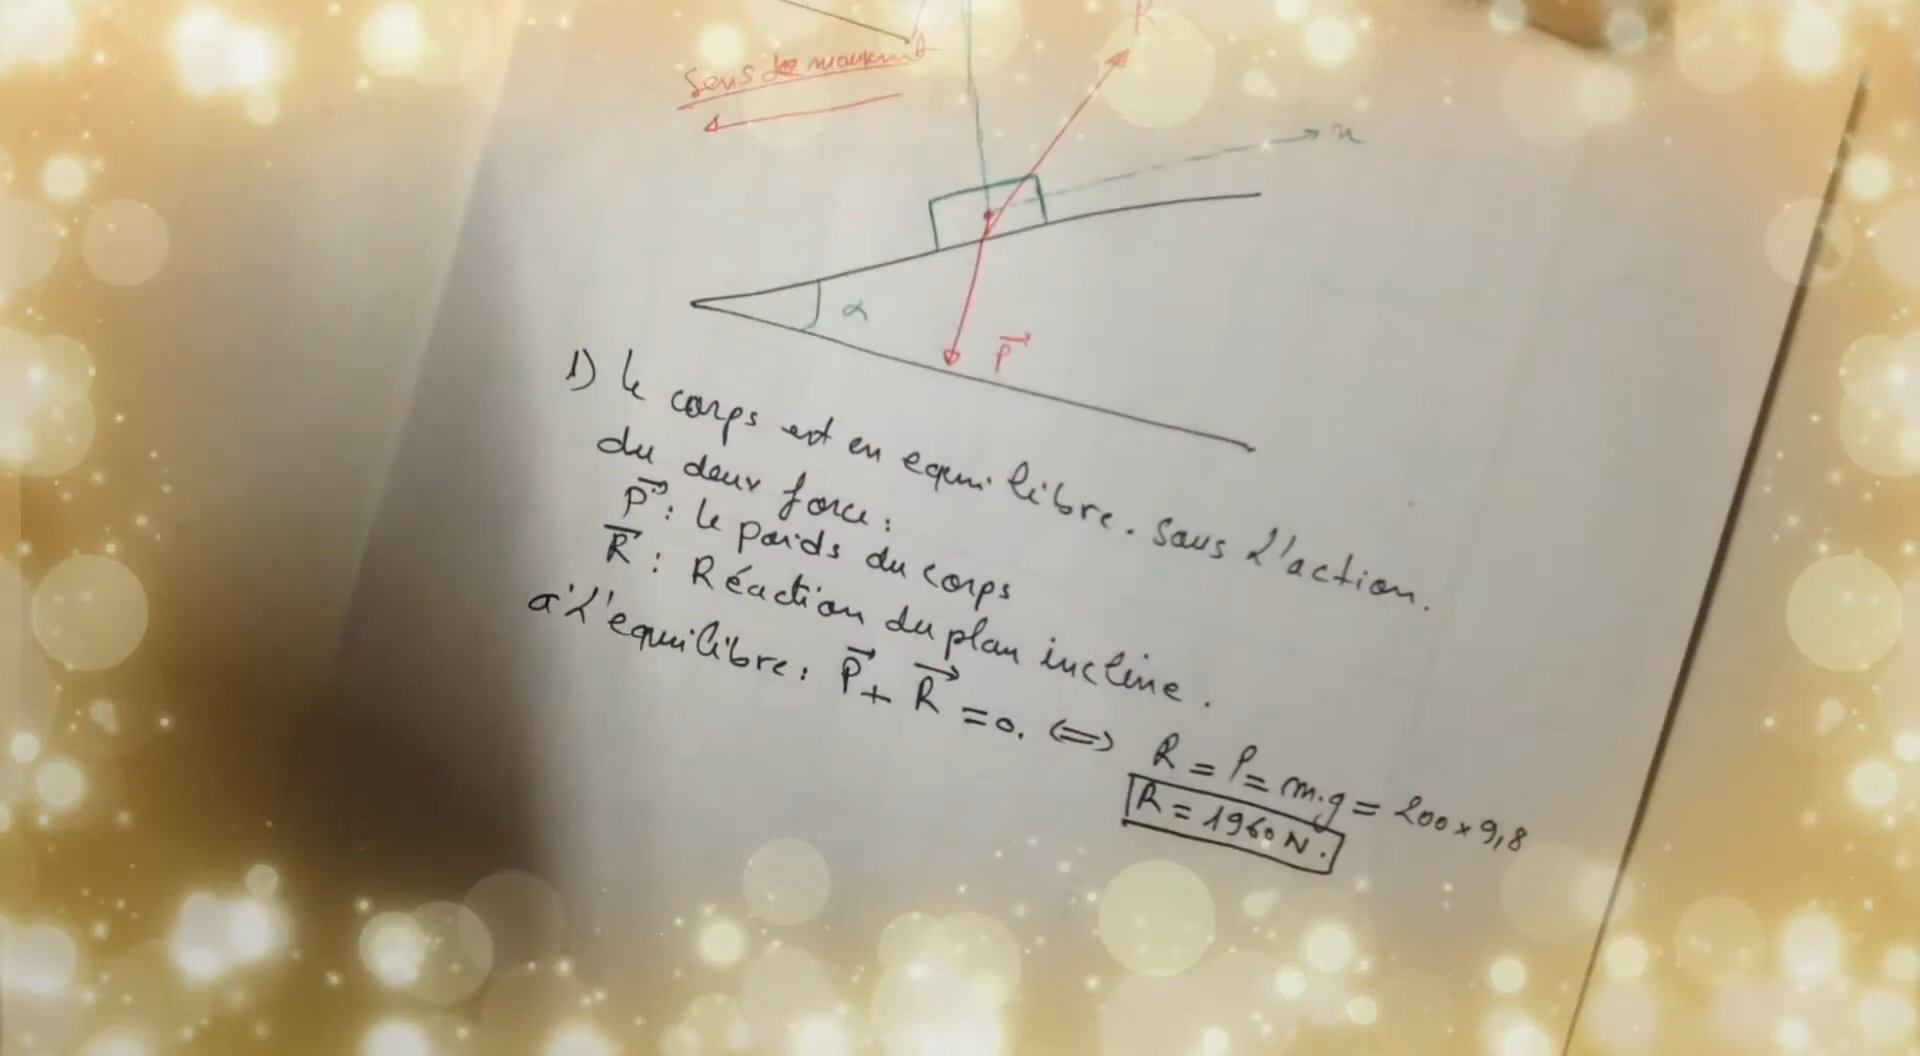 R
Sens de mouvement
x
α
P
1) le corps est en equilibre. Sous l'action.
du deux force:
P : le poids du corps
R : Réaction du plan incline.
à l'equilibre: P + R = 0. ⟺ R = P = m.g = 200 x 9,8
R = 1960 N.